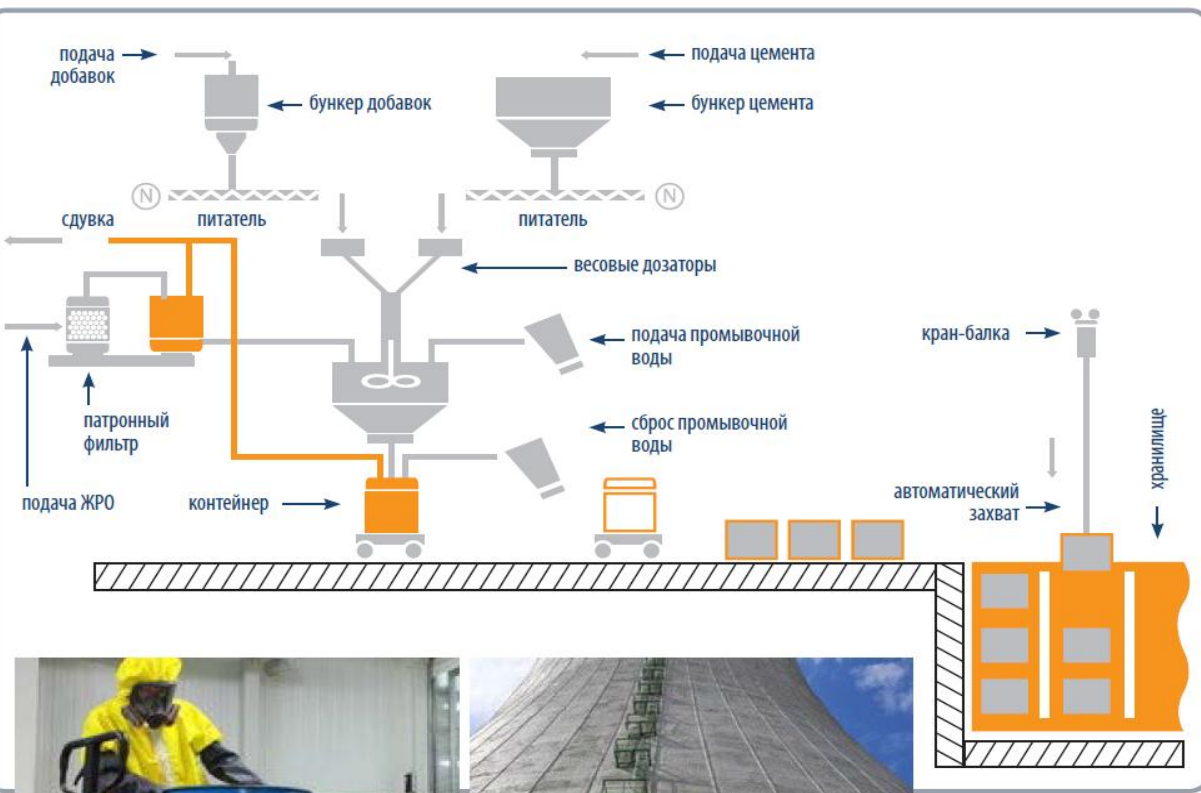 подача
добавок
бункер добавок
подача цемента
бункер цемента
N
питатель
питатель
N
сдувка
весовые дозаторы
подача промывочной
воды
кран-балка
патронный
фильтр
сброс промывочной
воды
хранилище
подача ЖРО
контейнер
автоматический
захват